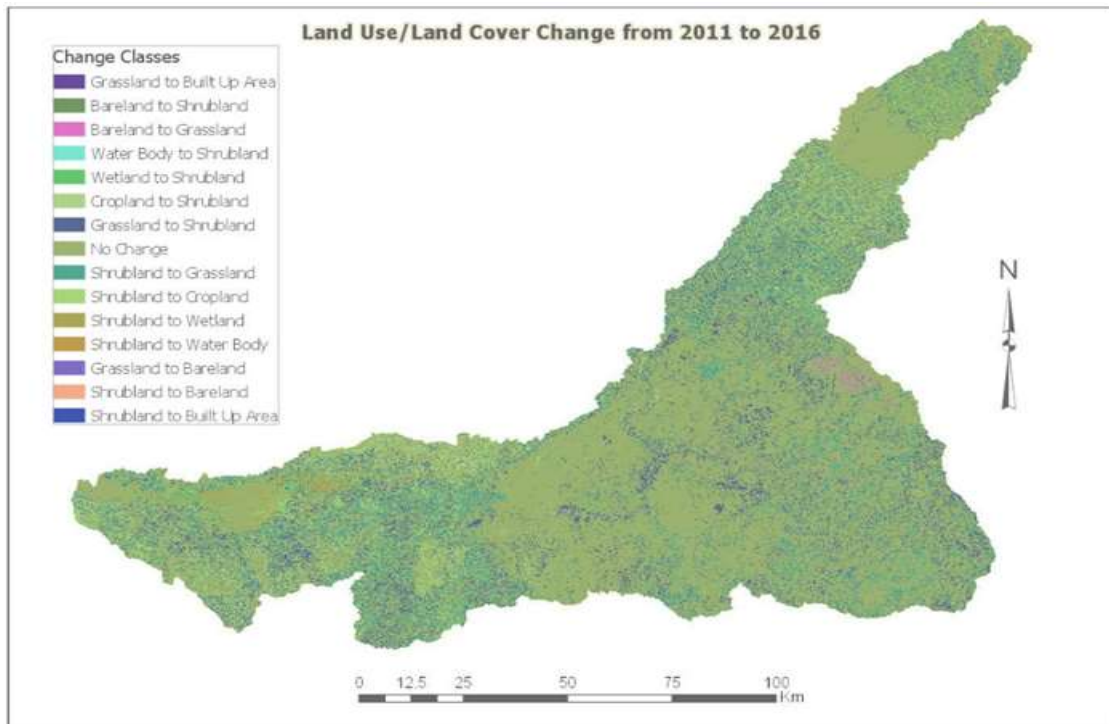 Land Use/Land Cover Change from 2011 to 2016
Change Classes
Grassland to Built Up Area
Bareland to Shrubland
Bareland to Grassland
Water Body to Shrubland
Wetland to Shrubland
Cropland to Shrubland
Grassland to Shrubland
No Change
Shrubland to Grassland
Shrubland to Cropland
Shrubland to Wetland
Shrubland to Water Body
Grassland to Bareland
Shrubland to Bareland
Shrubland to Built Up Area
N
0 12.5 25 50 75 100
Km